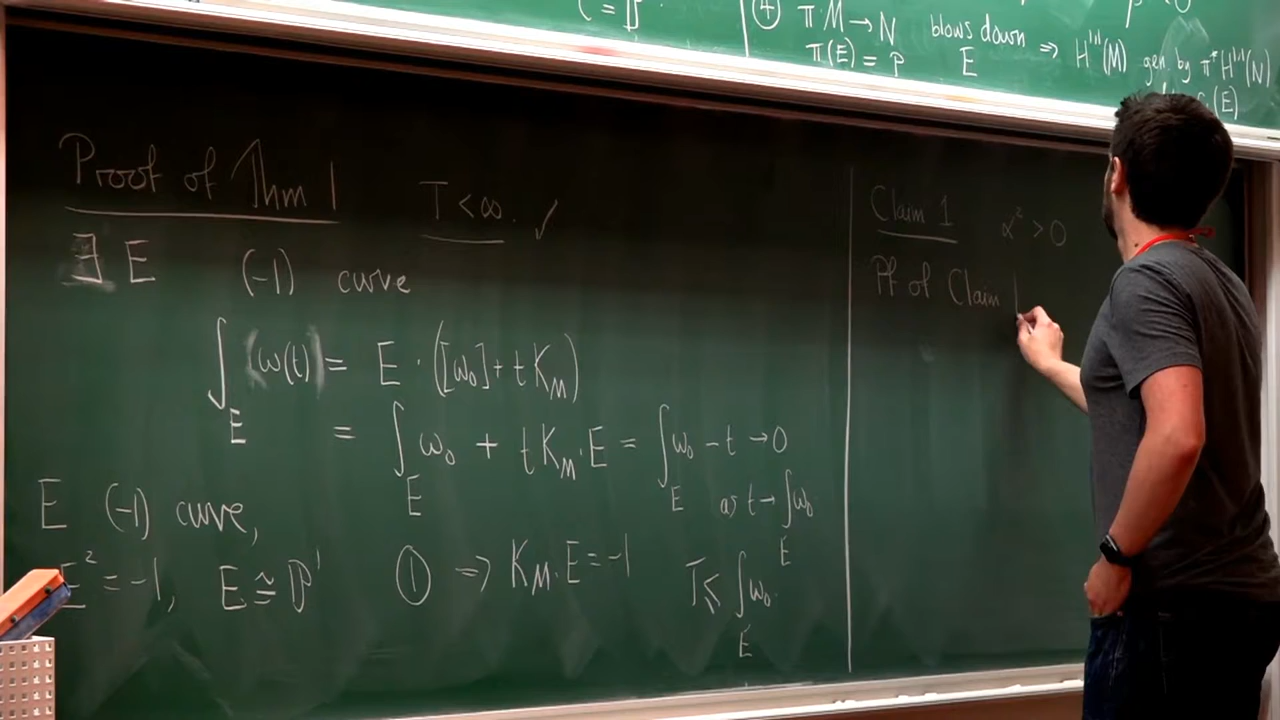 ④ π: M → N blows down ⇒ H^{1,1}(M) gen. by π*H^{1,1}(N)
π(E) = p E
(E)
Proof of Thm 1 T < ∞. ✓
∃ E (-1) curve
∫_E ω(t) = E · ([ω₀] + t K_M)
= ∫_E ω₀ + t K_M · E = ∫_E ω₀ - t → 0
as t → ∫_E ω₀
E (-1) curve,
E² = -1, E ≅ ℙ¹ ① ⇒ K_M · E = -1 T ≤ ∫_E ω₀.
Claim 1 α² > 0
Pf of Claim 1